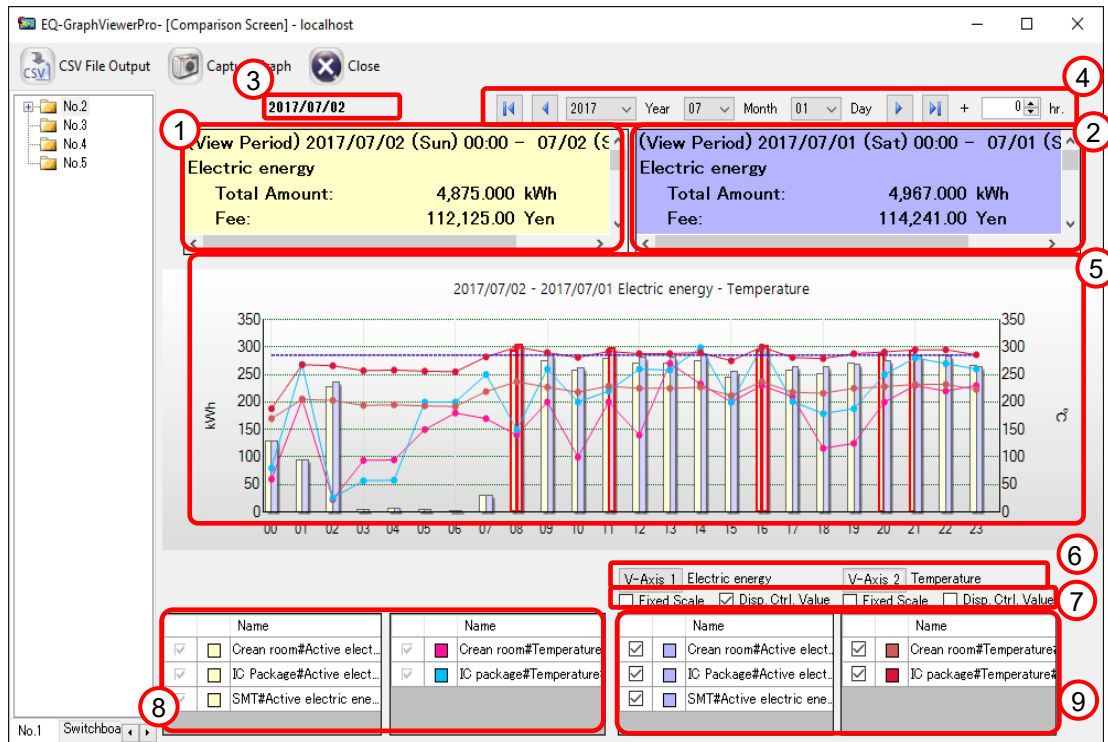 EQ-GraphViewerPro- [Comparison Screen] - localhost
CSV CSV File Output Graph Close
3 4
No.2 2017/07/02 2017 Year 07 Month 01 Day + 0 hr.
No.3
No.4
No.5
1 2
(View Period) 2017/07/02 (Sun) 00:00 - 07/02
Electric energy
Total Amount: 4,875.000 kWh
Fee: 112,125.00 Yen
(View Period) 2017/07/01 (Sat) 00:00 - 07/01 (S
Electric energy
Total Amount: 4,967.000 kWh
Fee: 114,241.00 Yen
5
2017/07/02 - 2017/07/01 Electric energy - Temperature
350 350
300 300
250 250
200 200
kWh ℃
150 150
100 100
50 50
0 0
00 01 02 03 04 05 06 07 08 09 10 11 12 13 14 15 16 17 18 19 20 21 22 23
6
V-Axis 1 Electric energy V-Axis 2 Temperature
7
Fixed Scale Disp. Ctrl. Value Fixed Scale Disp. Ctrl. Value
Name Name Name Name
Crean room#Active elect... Crean room#Temperature Crean room#Active elect... Crean room#Temperature#
IC Package#Active elect... IC package#Temperature# IC Package#Active elect... IC package#Temperature#
SMT#Active electric ene... SMT#Active electric ene...
8 9
No.1 Switchboa